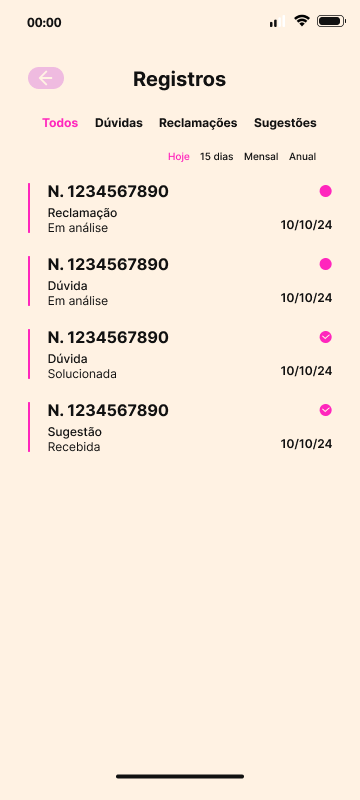 00:00
Registros
Todos Dúvidas Reclamações Sugestões
Hoje 15 dias Mensal Anual
N. 1234567890
Reclamação
Em análise 10/10/24
N. 1234567890
Dúvida
Em análise 10/10/24
N. 1234567890
Dúvida
Solucionada 10/10/24
N. 1234567890
Sugestão
Recebida 10/10/24